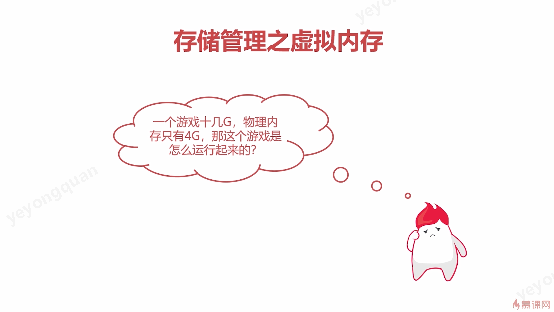 存储管理之虚拟内存
一个游戏十几G，物理内
存只有4G，那这个游戏是
怎么运行起来的？
yeyongquan
慕课网